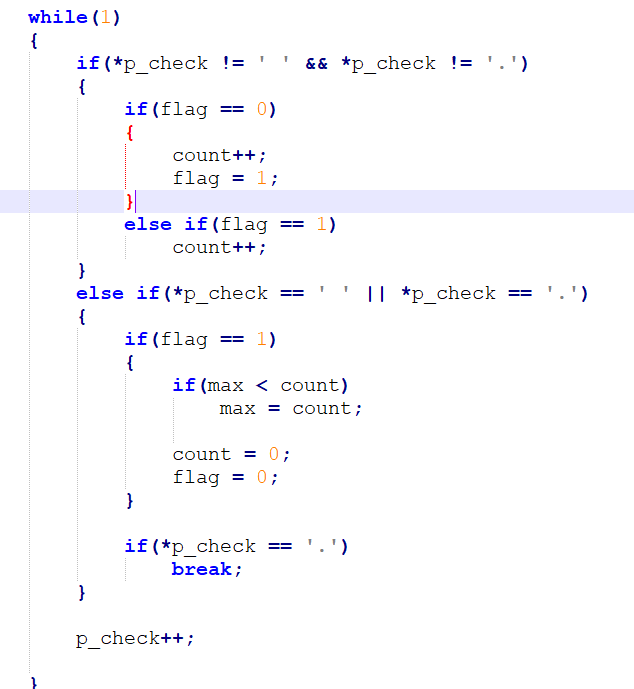 while(1)
{
    if(*p_check != ' ' && *p_check != '.')
    {
        if(flag == 0)
        {
            count++;
            flag = 1;
        }
        else if(flag == 1)
            count++;
    }
    else if(*p_check == ' ' || *p_check == '.')
    {
        if(flag == 1)
        {
            if(max < count)
                max = count;

            count = 0;
            flag = 0;
        }

        if(*p_check == '.')
            break;
    }

    p_check++;

}